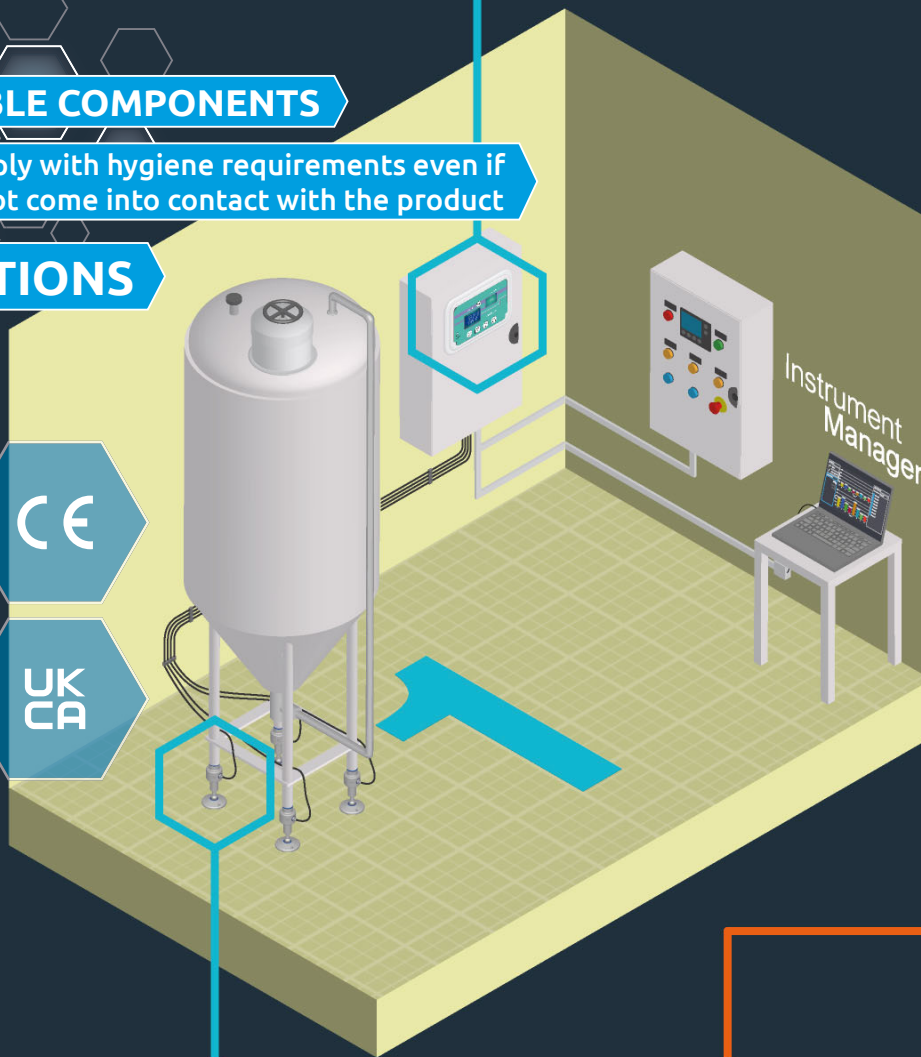 BLE COMPONENTS
ply with hygiene requirements even if
ot come into contact with the product
TIONS
CE
UK
CA
Instrument
Manager